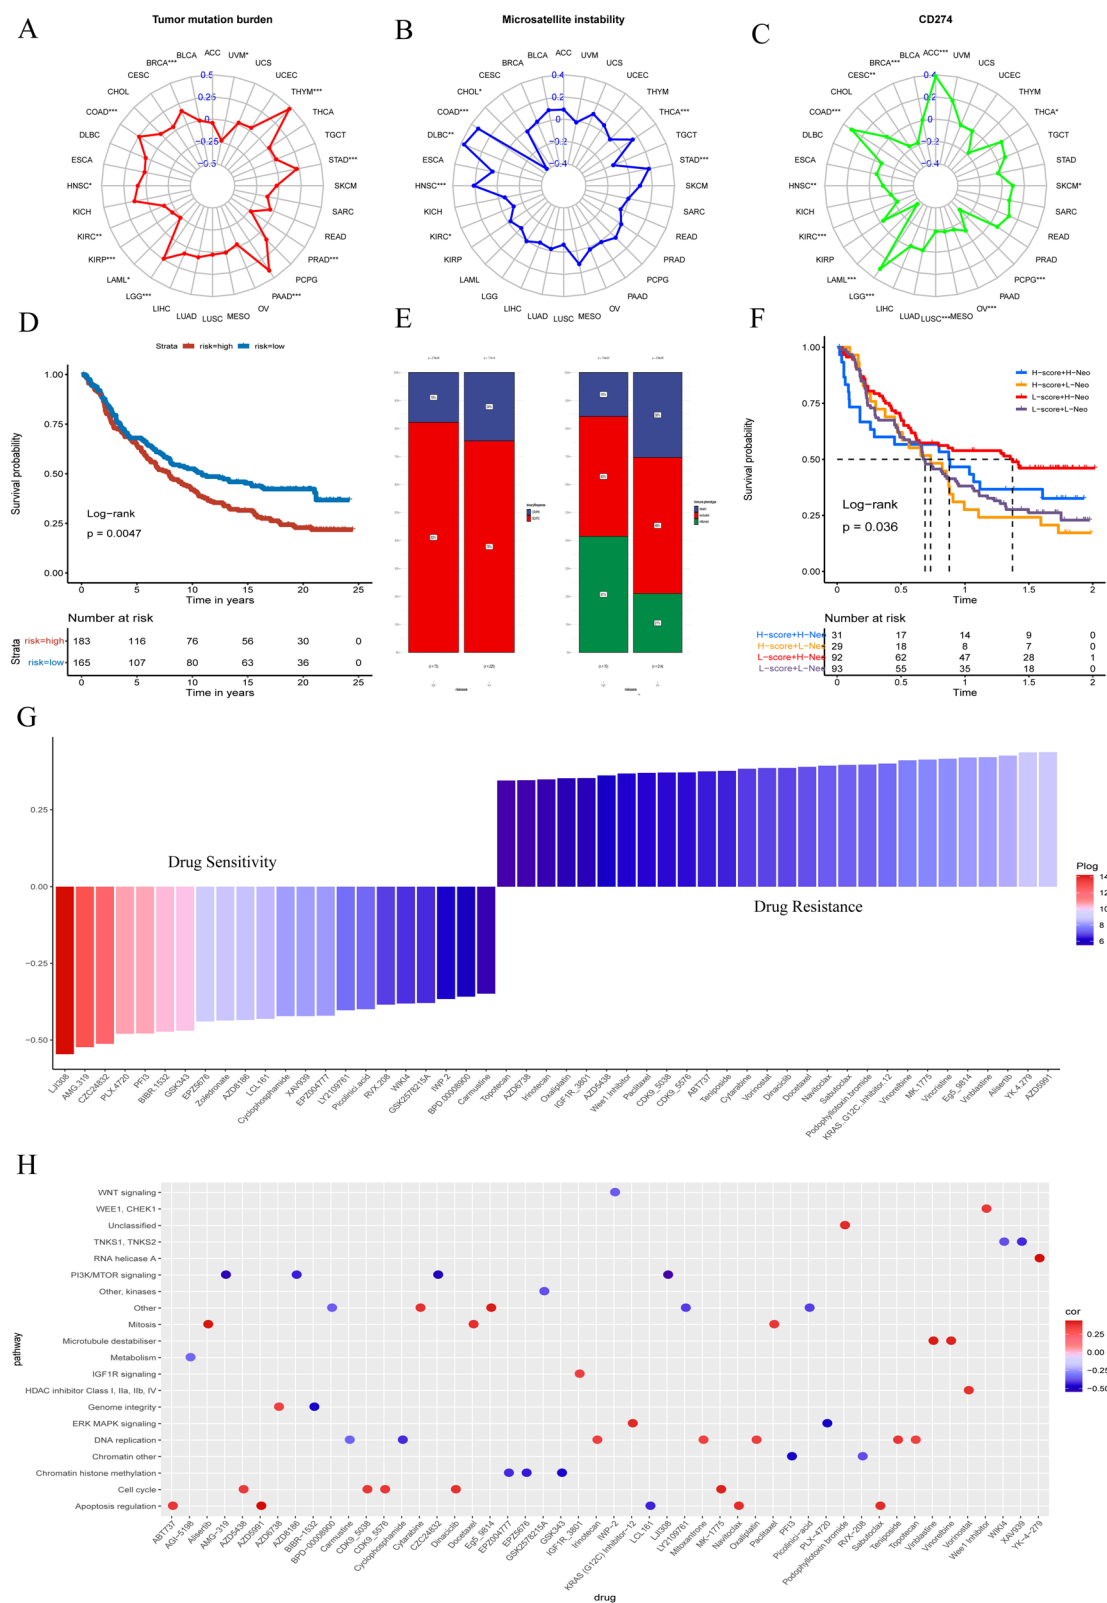 A
Tumor mutation burden
ACC
UVM*
UCS
UCEC
THYM***
THCA
TGCT
STAD***
SKCM
SARC
READ
PRAD***
PCPG
PAAD***
OV
MESO
LUSC
LUAD
LIHC
LGG***
LAML*
KIRP***
KIRC**
KICH
HNSC*
ESCA
DLBC
COAD***
CHOL
CESC
BRCA***
BLCA
0.5
0.25
0
−0.25
−0.5
B
Microsatellite instability
ACC
UVM
UCS
UCEC
THYM
THCA***
TGCT
STAD***
SKCM
SARC
READ
PRAD
PCPG
PAAD
OV
MESO
LUSC
LUAD
LIHC
LGG
LAML
KIRP
KIRC*
KICH
HNSC***
ESCA
DLBC**
COAD***
CHOL*
CESC
BRCA
BLCA
0.4
0.2
0
−0.2
−0.4
C
CD274
ACC***
UVM
UCS
UCEC
THYM
THCA*
TGCT
STAD
SKCM*
SARC
READ
PRAD
PCPG***
PAAD
OV***
MESO
LUSC***
LUAD
LIHC
LGG***
LAML***
KIRP
KIRC***
KICH
HNSC**
ESCA
DLBC
COAD***
CHOL
CESC**
BRCA***
BLCA
0.4
0.2
0
−0.2
−0.4
D
Strata risk=high risk=low
Survival probability
1.00
0.75
0.50
0.25
0.00
Log−rank
p = 0.0047
0 5 10 15 20 25
Time in years
Number at risk
Strata
risk=high 183 116 76 56 30 0
risk=low 165 107 80 63 36 0
0 5 10 15 20 25
Time in years
E
F
H−score+H−Neo
H−score+L−Neo
L−score+H−Neo
L−score+L−Neo
Survival probability
1.00
0.75
0.50
0.25
0.00
Log−rank
p = 0.036
0 0.5 1 1.5 2
Time
Number at risk
H−score+H−Neo 31 17 14 9 0
H−score+L−Neo 29 18 8 7 0
L−score+H−Neo 92 62 47 28 1
L−score+L−Neo 93 55 35 18 0
0 0.5 1 1.5 2
Time
G
0.25
0.00
−0.25
−0.50
Drug Sensitivity
Drug Resistance
Plog
14
12
10
8
6
LJI308
AMG.319
CZC24832
PLX.4720
PFI3
BIBR.1532
GSK343
EPZ5676
Zoledronate
AZD8186
LCL161
Cyclophosphamide
XAV939
EPZ004777
LY2109761
Picolinic.acid
RVX.208
WIKI4
GSK2578215A
IWP.2
BPD.00008900
Carmustine
Topotecan
AZD6738
Irinotecan
Oxaliplatin
IGF1R_3801
AZD5438
Wee1.Inhibitor
Paclitaxel
CDK9_5038
CDK9_5576
ABT737
Teniposide
Cytarabine
Vorinostat
Dinaciclib
Docetaxel
Navitoclax
Sabutoclax
Podophyllotoxin.bromide
KRAS..G12C..Inhibitor.12
Vinorelbine
MK.1775
Vincristine
Eg5_9814
Vinblastine
Alisertib
YK.4.279
AZD5991
H
pathway
WNT signaling
WEE1, CHEK1
Unclassified
TNKS1, TNKS2
RNA helicase A
PI3K/MTOR signaling
Other, kinases
Other
Mitosis
Microtubule destabiliser
Metabolism
IGF1R signaling
HDAC inhibitor Class I, IIa, IIb, IV
Genome integrity
ERK MAPK signaling
DNA replication
Chromatin other
Chromatin histone methylation
Cell cycle
Apoptosis regulation
cor
0.25
0.00
−0.25
−0.50
ABT737
AGI−5198
Alisertib
AMG−319
AZD5438
AZD5991
AZD6738
AZD8186
BIBR−1532
BPD−00008900
Carmustine
CDK9_5038
CDK9_5576
Cyclophosphamide
Cytarabine
CZC24832
Dinaciclib
Docetaxel
Eg5_9814
EPZ004777
EPZ5676
GSK2578215A
GSK343
IGF1R_3801
Irinotecan
IWP−2
KRAS (G12C) Inhibitor−12
LCL161
LJI308
LY2109761
Mitoxantrone
MK−1775
Navitoclax
Oxaliplatin
Paclitaxel
PFI3
Picolinic−acid
PLX−4720
Podophyllotoxin bromide
RVX−208
Sabutoclax
Teniposide
Topotecan
Vinblastine
Vinorelbine
Vorinostat
Wee1 Inhibitor
WIKI4
XAV939
YK−4−279
drug